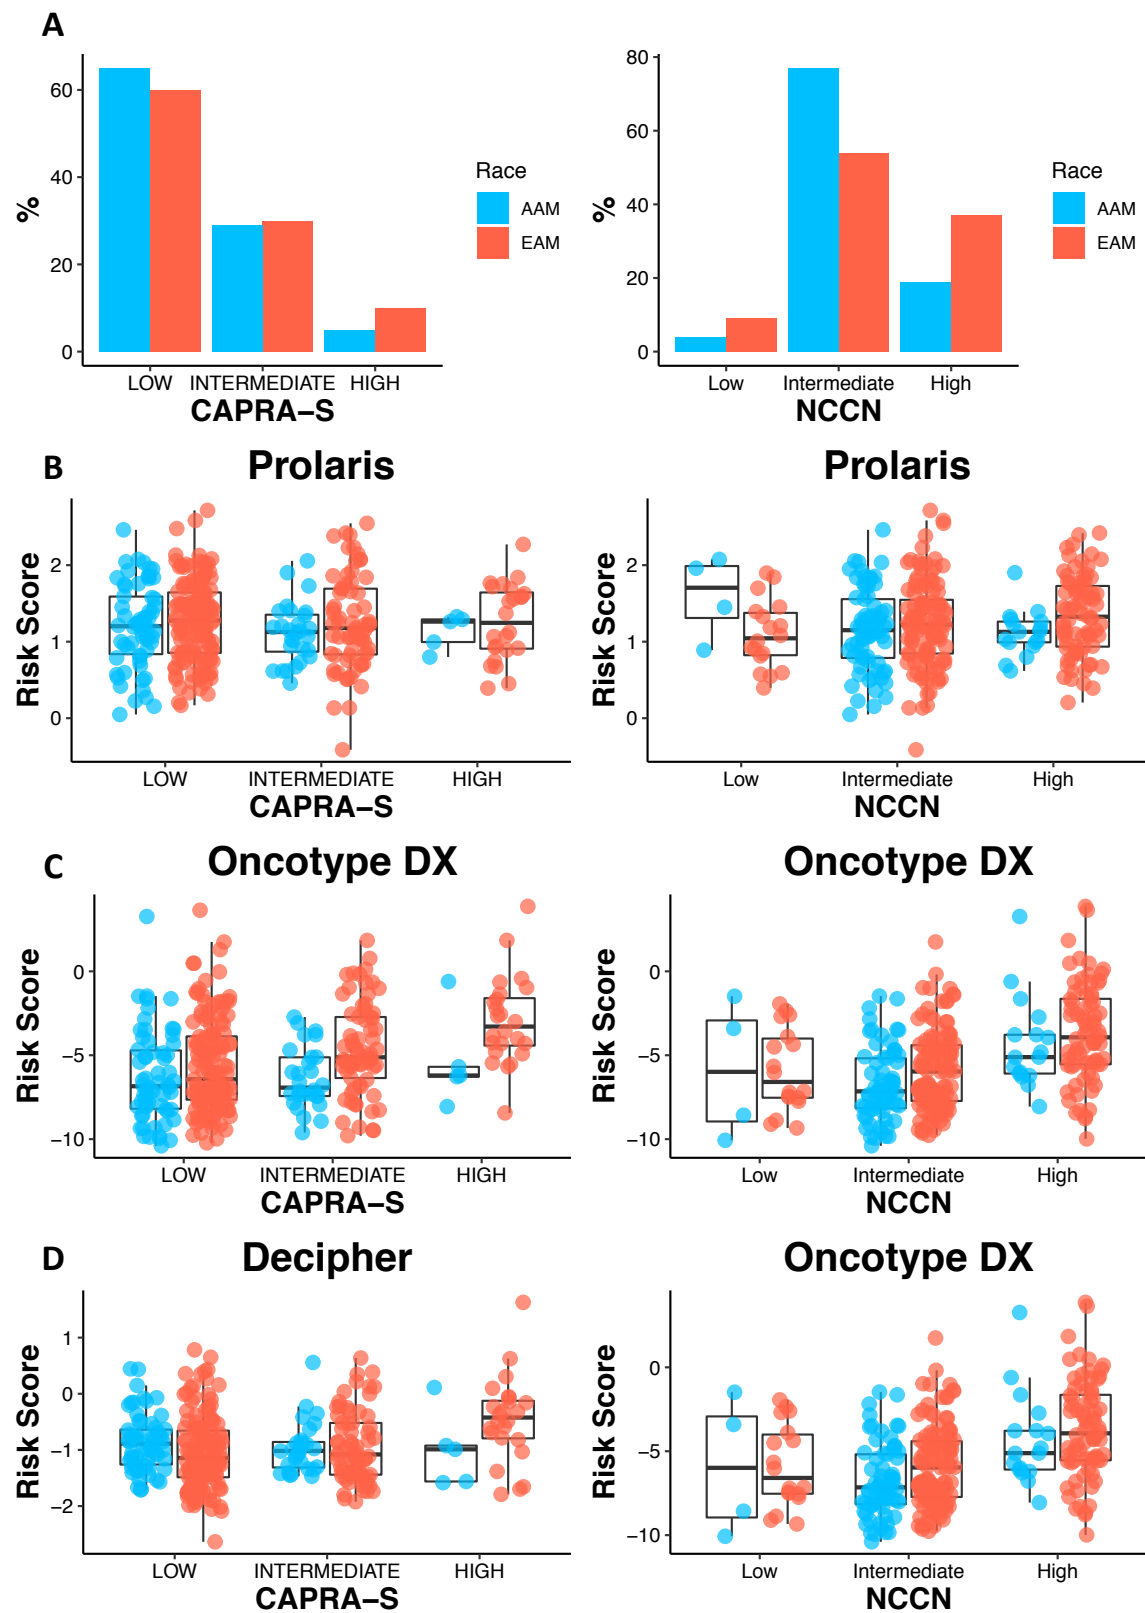 A
%
60
40
20
0
LOW INTERMEDIATE HIGH
CAPRA–S
Race
AAM
EAM
%
80
60
40
20
0
Low Intermediate High
NCCN
Race
AAM
EAM
B
Prolaris
Risk Score
2
1
0
LOW INTERMEDIATE HIGH
CAPRA–S
Prolaris
Risk Score
2
1
0
Low Intermediate High
NCCN
C
Oncotype DX
Risk Score
0
−5
−10
LOW INTERMEDIATE HIGH
CAPRA–S
Oncotype DX
Risk Score
0
−5
−10
Low Intermediate High
NCCN
D
Decipher
Risk Score
1
0
−1
−2
LOW INTERMEDIATE HIGH
CAPRA–S
Oncotype DX
Risk Score
0
−5
−10
Low Intermediate High
NCCN